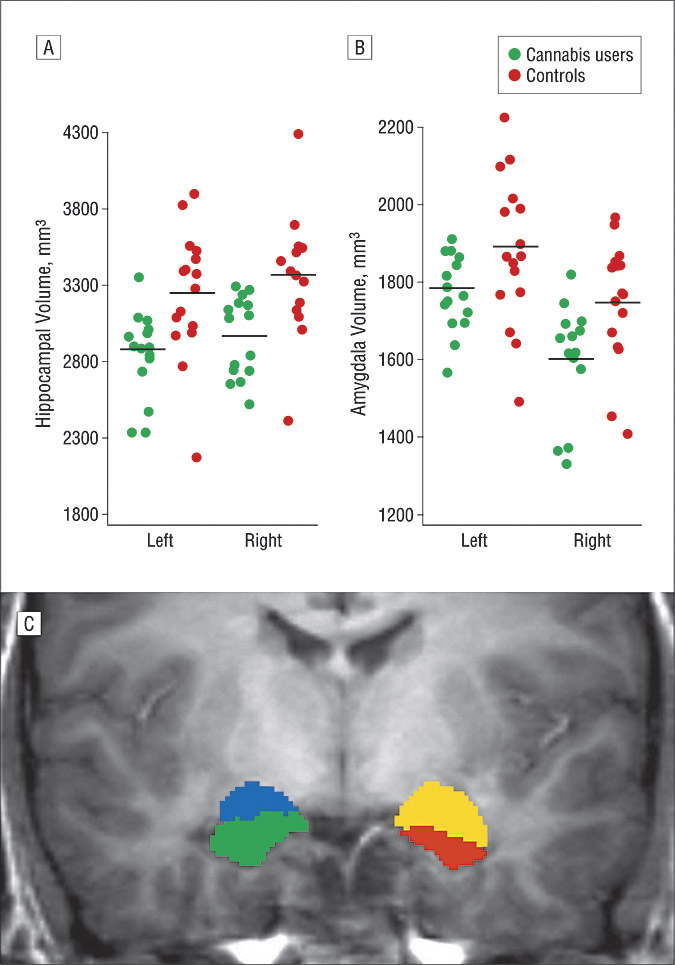 A
B
Cannabis users
Controls
Hippocampal Volume, mm³
4300
3800
3300
2800
2300
1800
Left
Right
Amygdala Volume, mm³
2200
2000
1800
1600
1400
1200
Left
Right
C